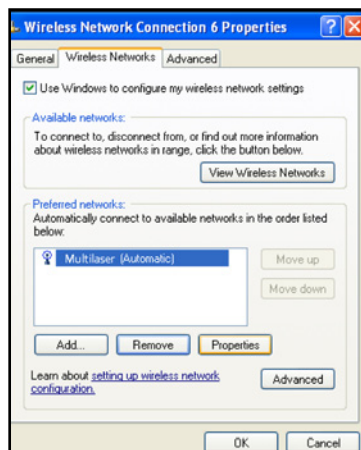 Wireless Network Connection 6 Properties
General Wireless Networks Advanced
Use Windows to configure my wireless network settings
Available networks:
To connect to, disconnect from, or find out more information
about wireless networks in range, click the button below.
View Wireless Networks
Preferred networks:
Automatically connect to available networks in the order listed
below:
Multilaser (Automatic)
Move up
Move down
Add... Remove Properties
Learn about setting up wireless network
configuration.
Advanced
OK Cancel